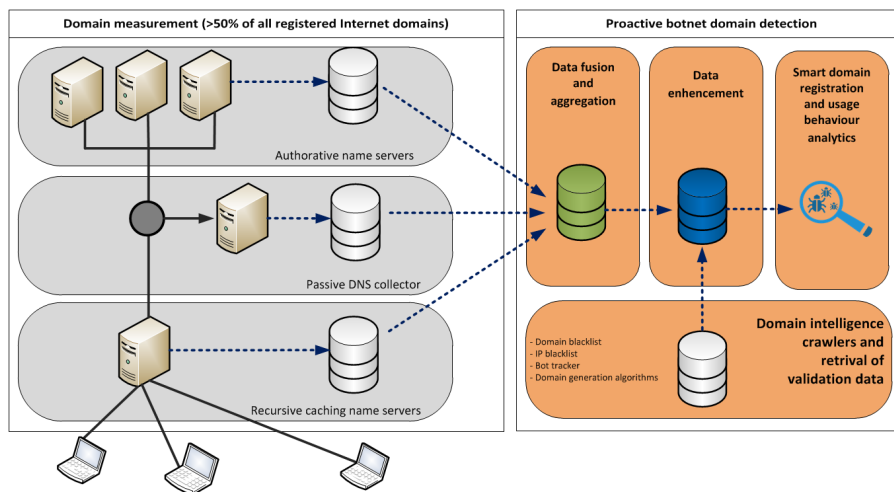 Domain measurement (>50% of all registered Internet domains)
Authorative name servers
Passive DNS collector
Recursive caching name servers
Proactive botnet domain detection
Data fusion
and
aggregation
Data
enhencement
Smart domain
registration
and usage
behaviour
analytics
- Domain blacklist
- IP blacklist
- Bot tracker
- Domain generation algorithms
Domain intelligence
crawlers and
retrival of
validation data